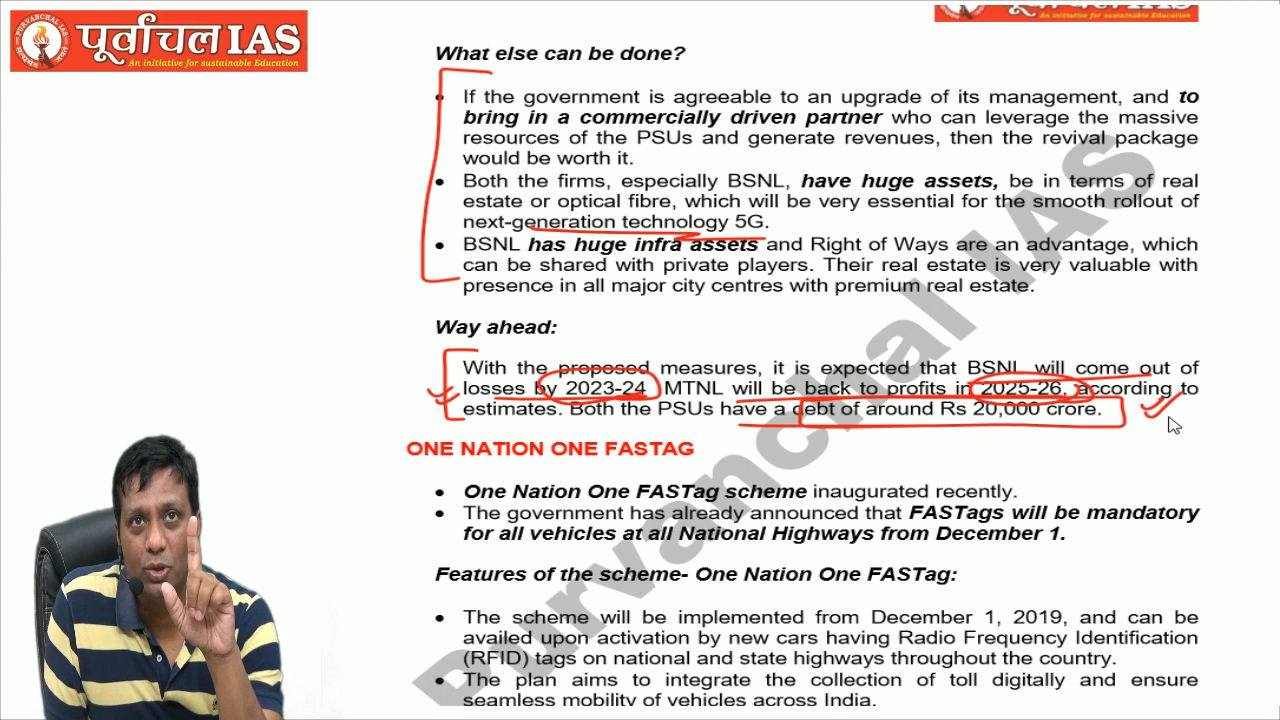 पूर्वांचल IAS
An initiative for sustainable Education
An initiative for sustainable Education
What else can be done?
• If the government is agreeable to an upgrade of its management, and to
bring in a commercially driven partner who can leverage the massive
resources of the PSUs and generate revenues, then the revival package
would be worth it.
• Both the firms, especially BSNL, have huge assets, be in terms of real
estate or optical fibre, which will be very essential for the smooth rollout of
next-generation technology 5G.
• BSNL has huge infra assets and Right of Ways are an advantage, which
can be shared with private players. Their real estate is very valuable with
presence in all major city centres with premium real estate.
Way ahead:
With the proposed measures, it is expected that BSNL will come out of
losses by 2023-24 MTNL will be back to profits in 2025-26, according to
estimates. Both the PSUs have a debt of around Rs 20,000 crore.
ONE NATION ONE FASTAG
• One Nation One FASTag scheme inaugurated recently.
• The government has already announced that FASTags will be mandatory
for all vehicles at all National Highways from December 1.
Features of the scheme- One Nation One FASTag:
• The scheme will be implemented from December 1, 2019, and can be
availed upon activation by new cars having Radio Frequency Identification
(RFID) tags on national and state highways throughout the country.
• The plan aims to integrate the collection of toll digitally and ensure
seamless mobility of vehicles across India.
Purvanchal IAS